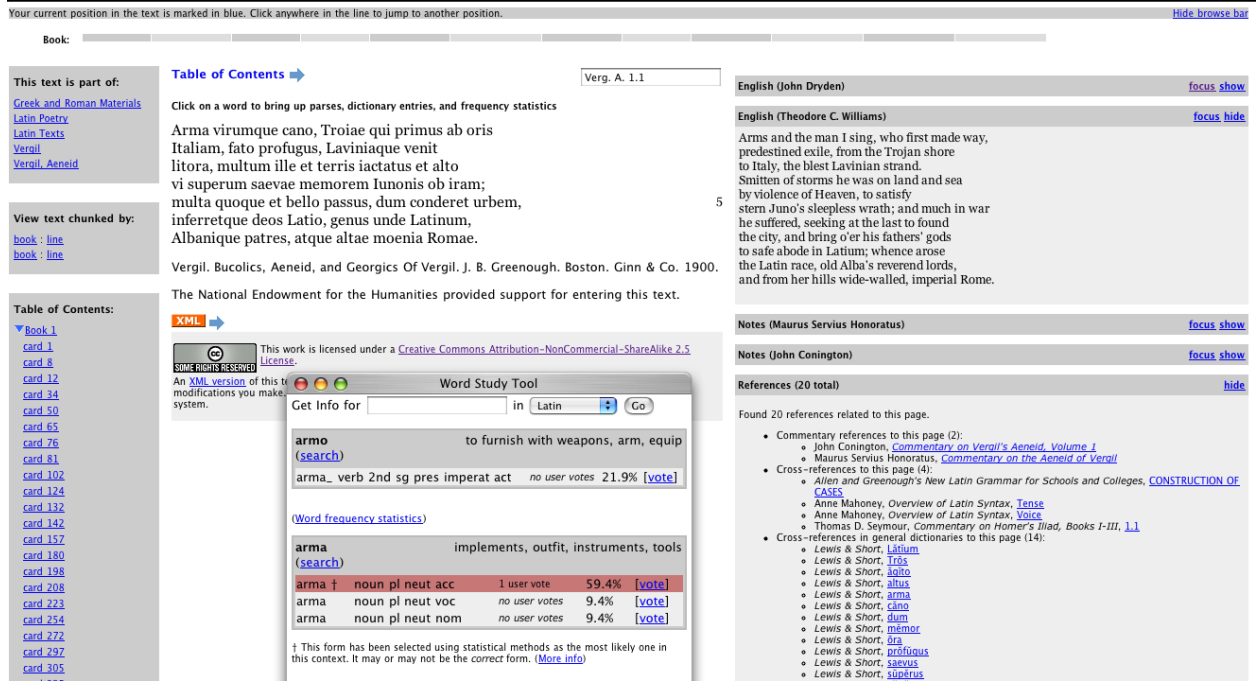 Your current position in the text is marked in blue. Click anywhere in the line to jump to another position.
Hide browse bar
Book:
This text is part of:
Greek and Roman Materials
Latin Poetry
Latin Texts
Vergil
Vergil, Aeneid
View text chunked by:
book : line
book : line
Table of Contents:
Book 1
card 1
card 8
card 12
card 34
card 50
card 65
card 76
card 81
card 102
card 124
card 132
card 142
card 157
card 180
card 198
card 208
card 223
card 254
card 272
card 297
card 305
Table of Contents
Verg. A. 1.1
Click on a word to bring up parses, dictionary entries, and frequency statistics
Arma virumque cano, Troiae qui primus ab oris
Italiam, fato profugus, Laviniaque venit
litora, multum ille et terris iactatus et alto
vi superum saevae memorem Iunonis ob iram;
multa quoque et bello passus, dum conderet urbem, 5
inferretque deos Latio, genus unde Latinum,
Albanique patres, atque altae moenia Romae.
Vergil. Bucolics, Aeneid, and Georgics Of Vergil. J. B. Greenough. Boston. Ginn & Co. 1900.
The National Endowment for the Humanities provided support for entering this text.
XML
cc
SOME RIGHTS RESERVED
This work is licensed under a Creative Commons Attribution-NonCommercial-ShareAlike 2.5
License.
An XML version of this te
modifications you make.
system.
Word Study Tool
Get Info for in Latin Go
armo to furnish with weapons, arm, equip
(search)
arma_ verb 2nd sg pres imperat act no user votes 21.9% [vote]
(Word frequency statistics)
arma implements, outfit, instruments, tools
(search)
arma † noun pl neut acc 1 user vote 59.4% [vote]
arma noun pl neut voc no user votes 9.4% [vote]
arma noun pl neut nom no user votes 9.4% [vote]
† This form has been selected using statistical methods as the most likely one in
this context. It may or may not be the correct form. (More info)
English (John Dryden) focus show
English (Theodore C. Williams) focus hide
Arms and the man I sing, who first made way,
predestined exile, from the Trojan shore
to Italy, the blest Lavinian strand.
Smitten of storms he was on land and sea
by violence of Heaven, to satisfy
stern Juno's sleepless wrath; and much in war
he suffered, seeking at the last to found
the city, and bring o'er his fathers' gods
to safe abode in Latium; whence arose
the Latin race, old Alba's reverend lords,
and from her hills wide-walled, imperial Rome.
Notes (Maurus Servius Honoratus) focus show
Notes (John Conington) focus show
References (20 total) hide
Found 20 references related to this page.
Commentary references to this page (2):
John Conington, Commentary on Vergil's Aeneid, Volume 1
Maurus Servius Honoratus, Commentary on the Aeneid of Vergil
Cross-references to this page (4):
Allen and Greenough's New Latin Grammar for Schools and Colleges, CONSTRUCTION OF
CASES
Anne Mahoney, Overview of Latin Syntax, Tense
Anne Mahoney, Overview of Latin Syntax, Voice
Thomas D. Seymour, Commentary on Homer's Iliad, Books I-III, 1.1
Cross-references in general dictionaries to this page (14):
Lewis & Short, Lătĭum
Lewis & Short, Trōs
Lewis & Short, ăgĭto
Lewis & Short, altus
Lewis & Short, arma
Lewis & Short, căno
Lewis & Short, dum
Lewis & Short, mĕmor
Lewis & Short, ōra
Lewis & Short, prŏfŭgus
Lewis & Short, saevus
Lewis & Short, sŭpĕrus